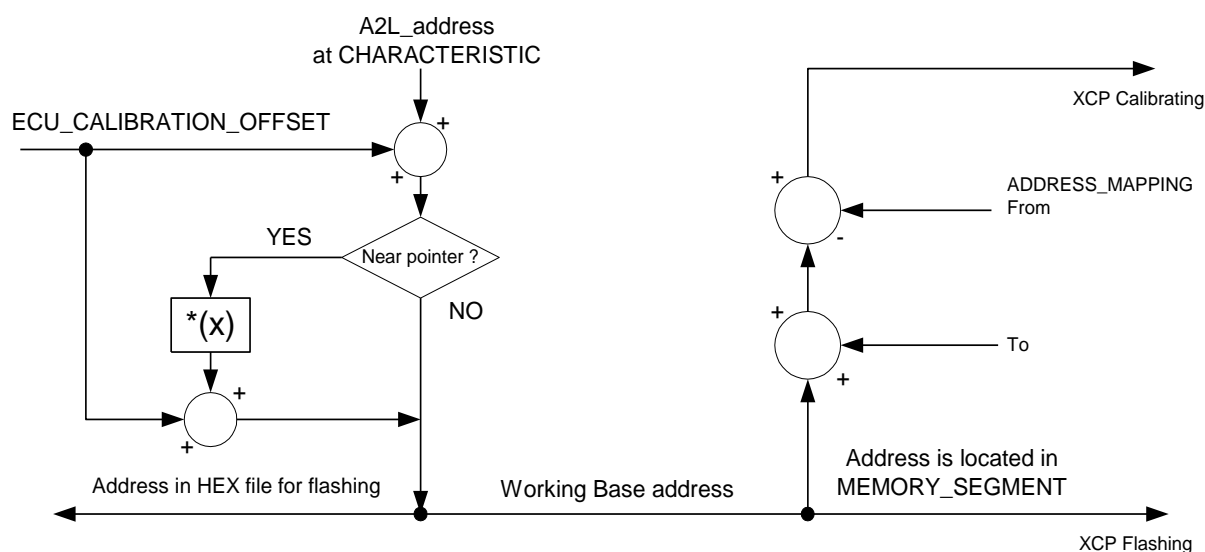 A2L_address
at CHARACTERISTIC
XCP Calibrating
ECU_CALIBRATION_OFFSET
+
+
+
ADDRESS_MAPPING
From
-
YES
Near pointer ?
NO
*(x)
+
To
+
+
+
Address is located in
MEMORY_SEGMENT
Address in HEX file for flashing
Working Base address
XCP Flashing